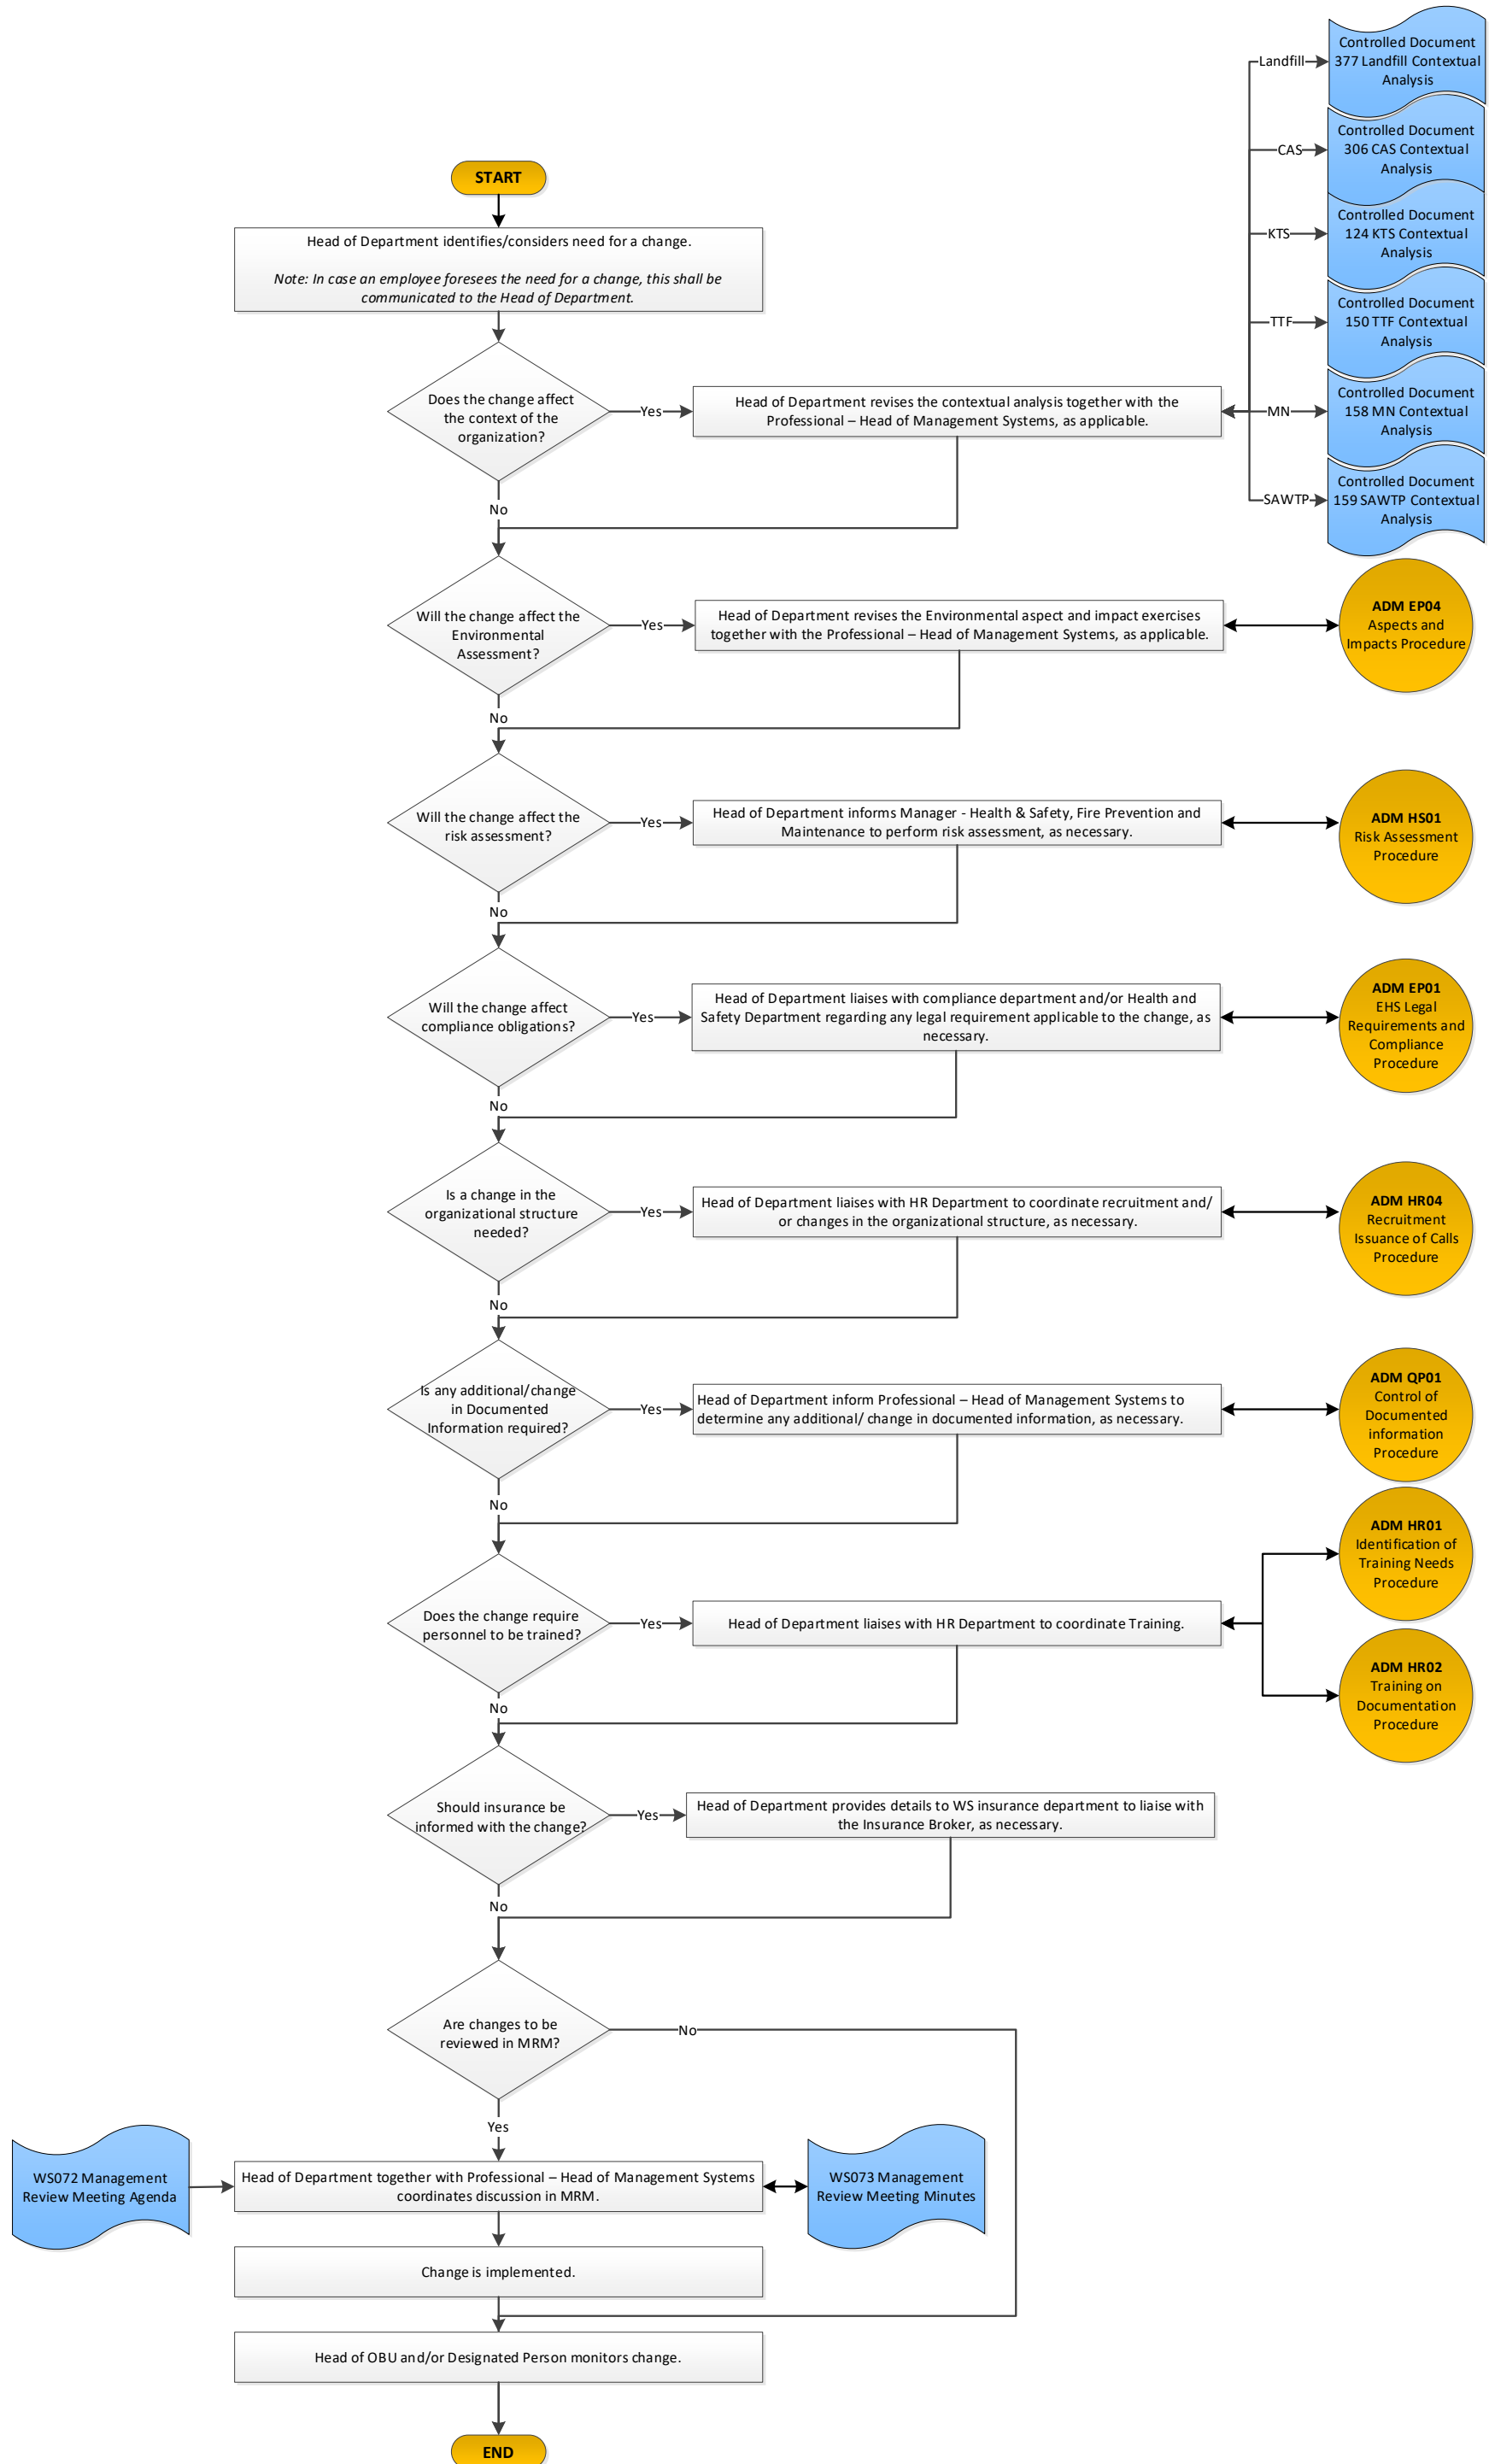 START
Head of Department identifies/considers need for a change.
Note: In case an employee foresees the need for a change, this shall be
communicated to the Head of Department.
Does the change affect
the context of the
organization?
Yes
Head of Department revises the contextual analysis together with the
Professional – Head of Management Systems, as applicable.
Landfill
Controlled Document
377 Landfill Contextual
Analysis
CAS
Controlled Document
306 CAS Contextual
Analysis
KTS
Controlled Document
124 KTS Contextual
Analysis
TTF
Controlled Document
150 TTF Contextual
Analysis
MN
Controlled Document
158 MN Contextual
Analysis
SAWTP
Controlled Document
159 SAWTP Contextual
Analysis
No
Will the change affect the
Environmental
Assessment?
Yes
Head of Department revises the Environmental aspect and impact exercises
together with the Professional – Head of Management Systems, as applicable.
ADM EP04
Aspects and
Impacts Procedure
No
Will the change affect the
risk assessment?
Yes
Head of Department informs Manager - Health & Safety, Fire Prevention and
Maintenance to perform risk assessment, as necessary.
ADM HS01
Risk Assessment
Procedure
No
Will the change affect
compliance obligations?
Yes
Head of Department liaises with compliance department and/or Health and
Safety Department regarding any legal requirement applicable to the change, as
necessary.
ADM EP01
EHS Legal
Requirements and
Compliance
Procedure
No
Is a change in the
organizational structure
needed?
Yes
Head of Department liaises with HR Department to coordinate recruitment and/
or changes in the organizational structure, as necessary.
ADM HR04
Recruitment
Issuance of Calls
Procedure
No
Is any additional/change
in Documented
Information required?
Yes
Head of Department inform Professional – Head of Management Systems to
determine any additional/ change in documented information, as necessary.
ADM QP01
Control of
Documented
information
Procedure
No
Does the change require
personnel to be trained?
Yes
Head of Department liaises with HR Department to coordinate Training.
ADM HR01
Identification of
Training Needs
Procedure
ADM HR02
Training on
Documentation
Procedure
No
Should insurance be
informed with the change?
Yes
Head of Department provides details to WS insurance department to liaise with
the Insurance Broker, as necessary.
No
Are changes to be
reviewed in MRM?
No
Yes
WS072 Management
Review Meeting Agenda
Head of Department together with Professional – Head of Management Systems
coordinates discussion in MRM.
WS073 Management
Review Meeting Minutes
Change is implemented.
Head of OBU and/or Designated Person monitors change.
END